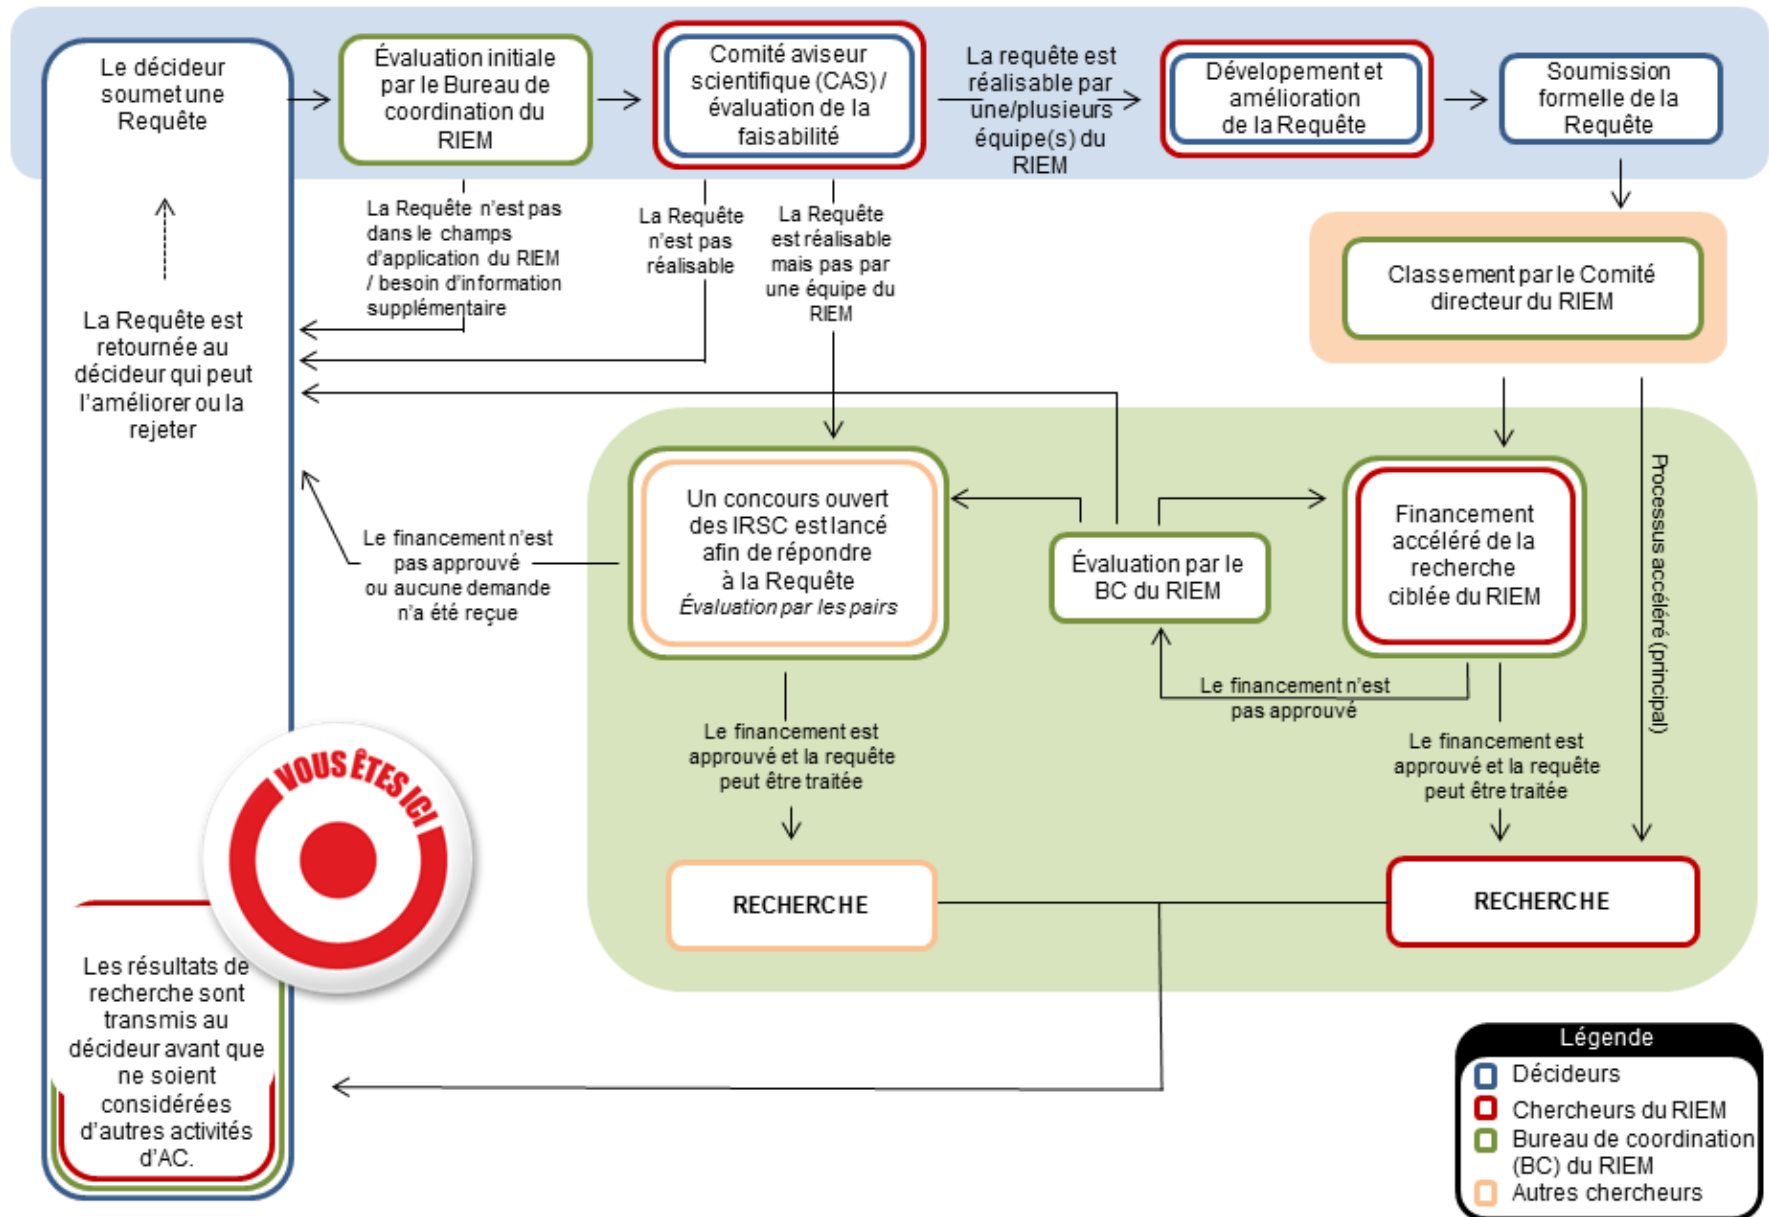 Le décideur
soumet une
Requête
Évaluation initiale
par le Bureau de
coordination du
RIEM
Comité aviseur
scientifique (CAS) /
évaluation de la
faisabilité
La requête est
réalisable par
une/plusieurs
équipe(s) du
RIEM
Dévelopement et
amélioration
de la Requête
Soumission
formelle de la
Requête
La Requête n'est pas
dans le champs
d'application du RIEM
/ besoin d'information
supplémentaire
La Requête
n'est pas
réalisable
La Requête
est réalisable
mais pas par
une équipe du
RIEM
Classement par le Comité
directeur du RIEM
La Requête est
retournée au
décideur qui peut
l'améliorer ou la
rejeter
Le financement n'est
pas approuvé
ou aucune demande
n'a été reçue
Un concours ouvert
des IRSC est lancé
afin de répondre
à la Requête
Évaluation par les pairs
Évaluation par le
BC du RIEM
Financement
accéléré de la
recherche
ciblée du RIEM
Processus accéléré (principal)
Le financement n'est
pas approuvé
Le financement est
approuvé et la requête
peut être traitée
Le financement est
approuvé et la requête
peut être traitée
VOUS ÊTES ICI
RECHERCHE
RECHERCHE
Les résultats de
recherche sont
transmis au
décideur avant que
ne soient
considérées
d'autres activités
d'AC.
Légende
Décideurs
Chercheurs du RIEM
Bureau de coordination
(BC) du RIEM
Autres chercheurs